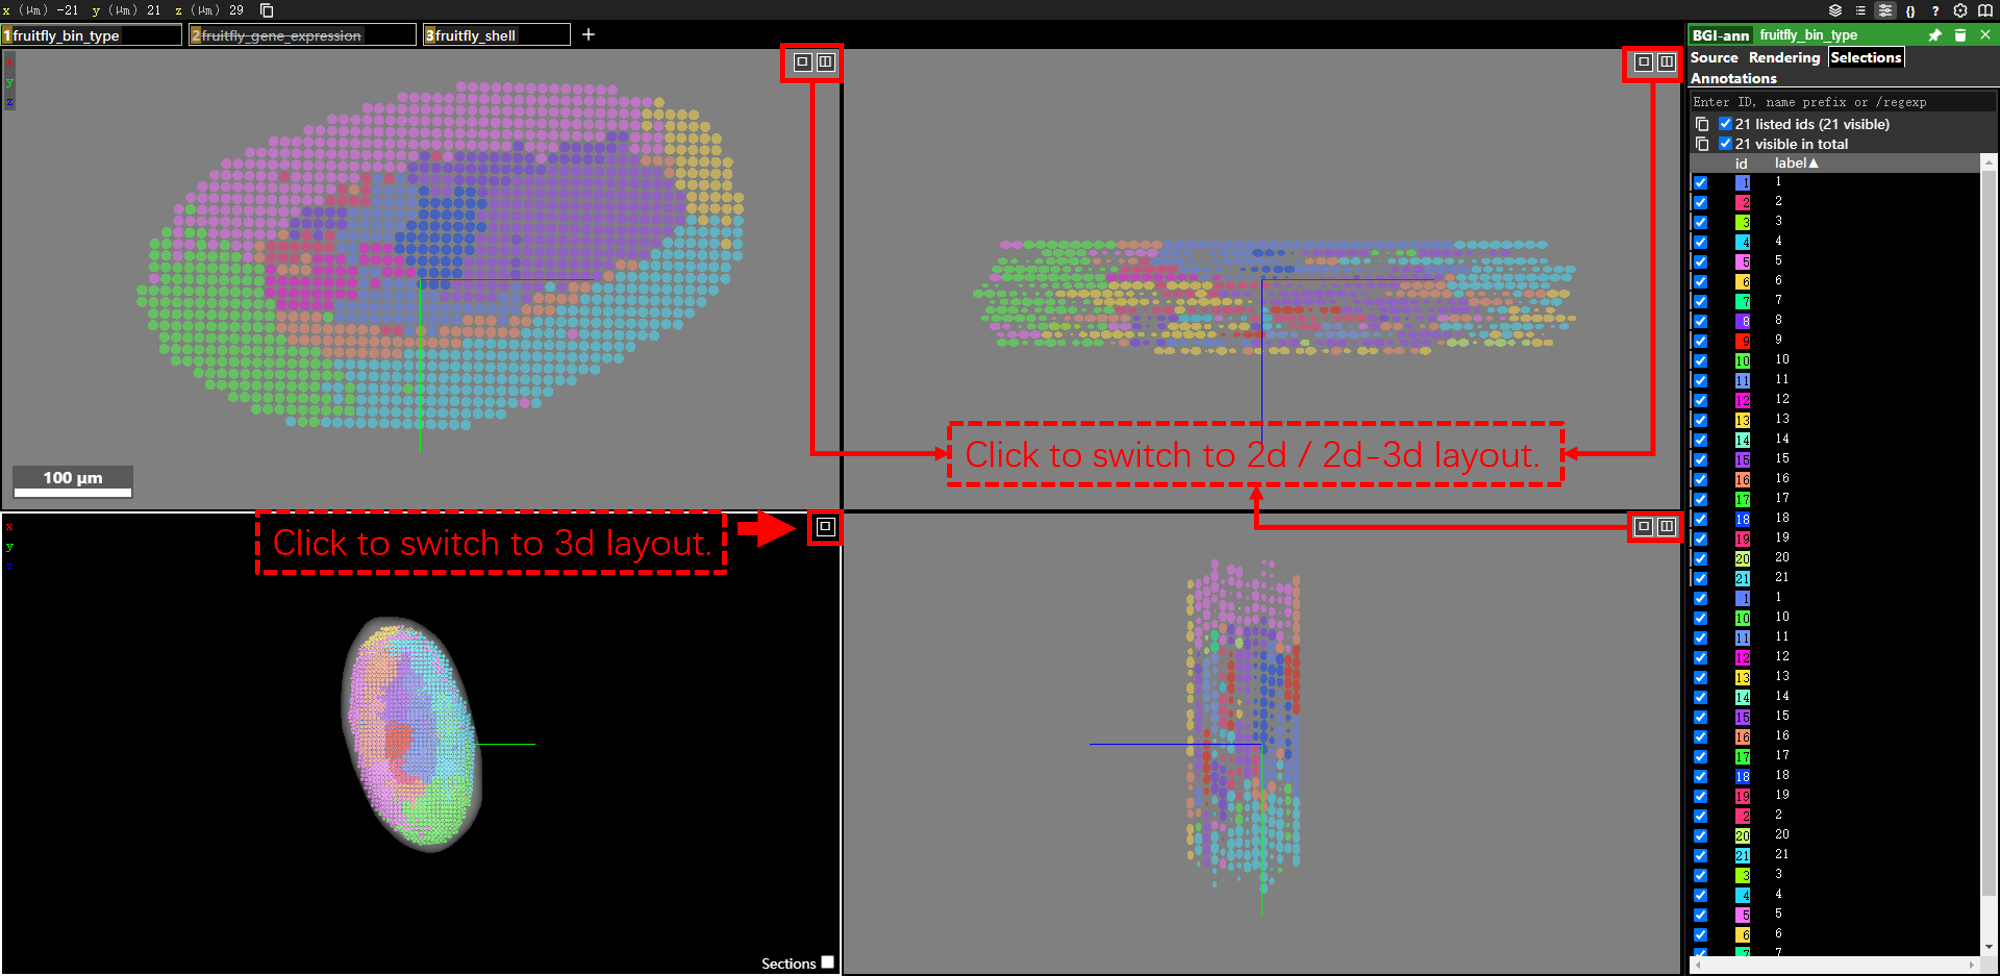 x (μm) -21 y (μm) 21 z (μm) 29
{} ?
1fruitfly_bin_type 2fruitfly_gene_expression 3fruitfly_shell +
x
y
z
100 μm
Click to switch to 2d / 2d-3d layout.
Click to switch to 3d layout.
x
y
z
Sections
BGI-ann fruitfly_bin_type
Source Rendering Selections
Annotations
Enter ID, name prefix or /regexp
21 listed ids (21 visible)
21 visible in total
id label▲
1 1
2 2
3 3
4 4
5 5
6 6
7 7
8 8
9 9
10 10
11 11
12 12
13 13
14 14
15 15
16 16
17 17
18 18
19 19
20 20
21 21
1 1
10 10
11 11
12 12
13 13
14 14
15 15
16 16
17 17
18 18
19 19
2 2
20 20
21 21
3 3
4 4
5 5
6 6
7 7